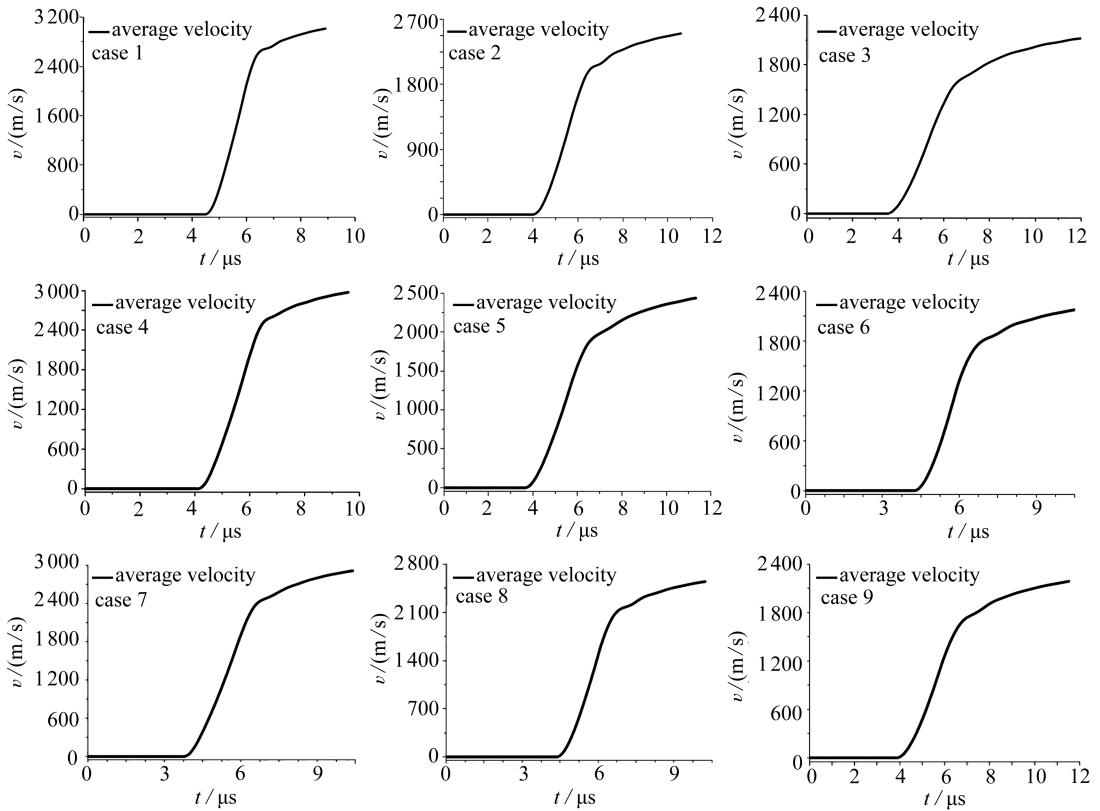 3 200
2 400
1 600
800
0
v/(m/s)
average velocity
case 1
0 2 4 6 8 10
t / μs
2 700
1 800
900
0
v/(m/s)
average velocity
case 2
0 2 4 6 8 10 12
t / μs
2 400
1 800
1 200
600
0
v/(m/s)
average velocity
case 3
0 2 4 6 8 10 12
t / μs
3 000
2 400
1 800
1 200
600
0
v/(m/s)
average velocity
case 4
0 2 4 6 8 10
t / μs
2 500
2 000
1 500
1 000
500
0
v/(m/s)
average velocity
case 5
0 2 4 6 8 10 12
t / μs
2 400
1 800
1 200
600
0
v/(m/s)
average velocity
case 6
0 3 6 9
t / μs
3 000
2 400
1 800
1 200
600
0
v/(m/s)
average velocity
case 7
0 3 6 9
t / μs
2 800
2 100
1 400
700
0
v/(m/s)
average velocity
case 8
0 3 6 9
t / μs
2 400
1 800
1 200
600
0
v/(m/s)
average velocity
case 9
0 2 4 6 8 10 12
t / μs